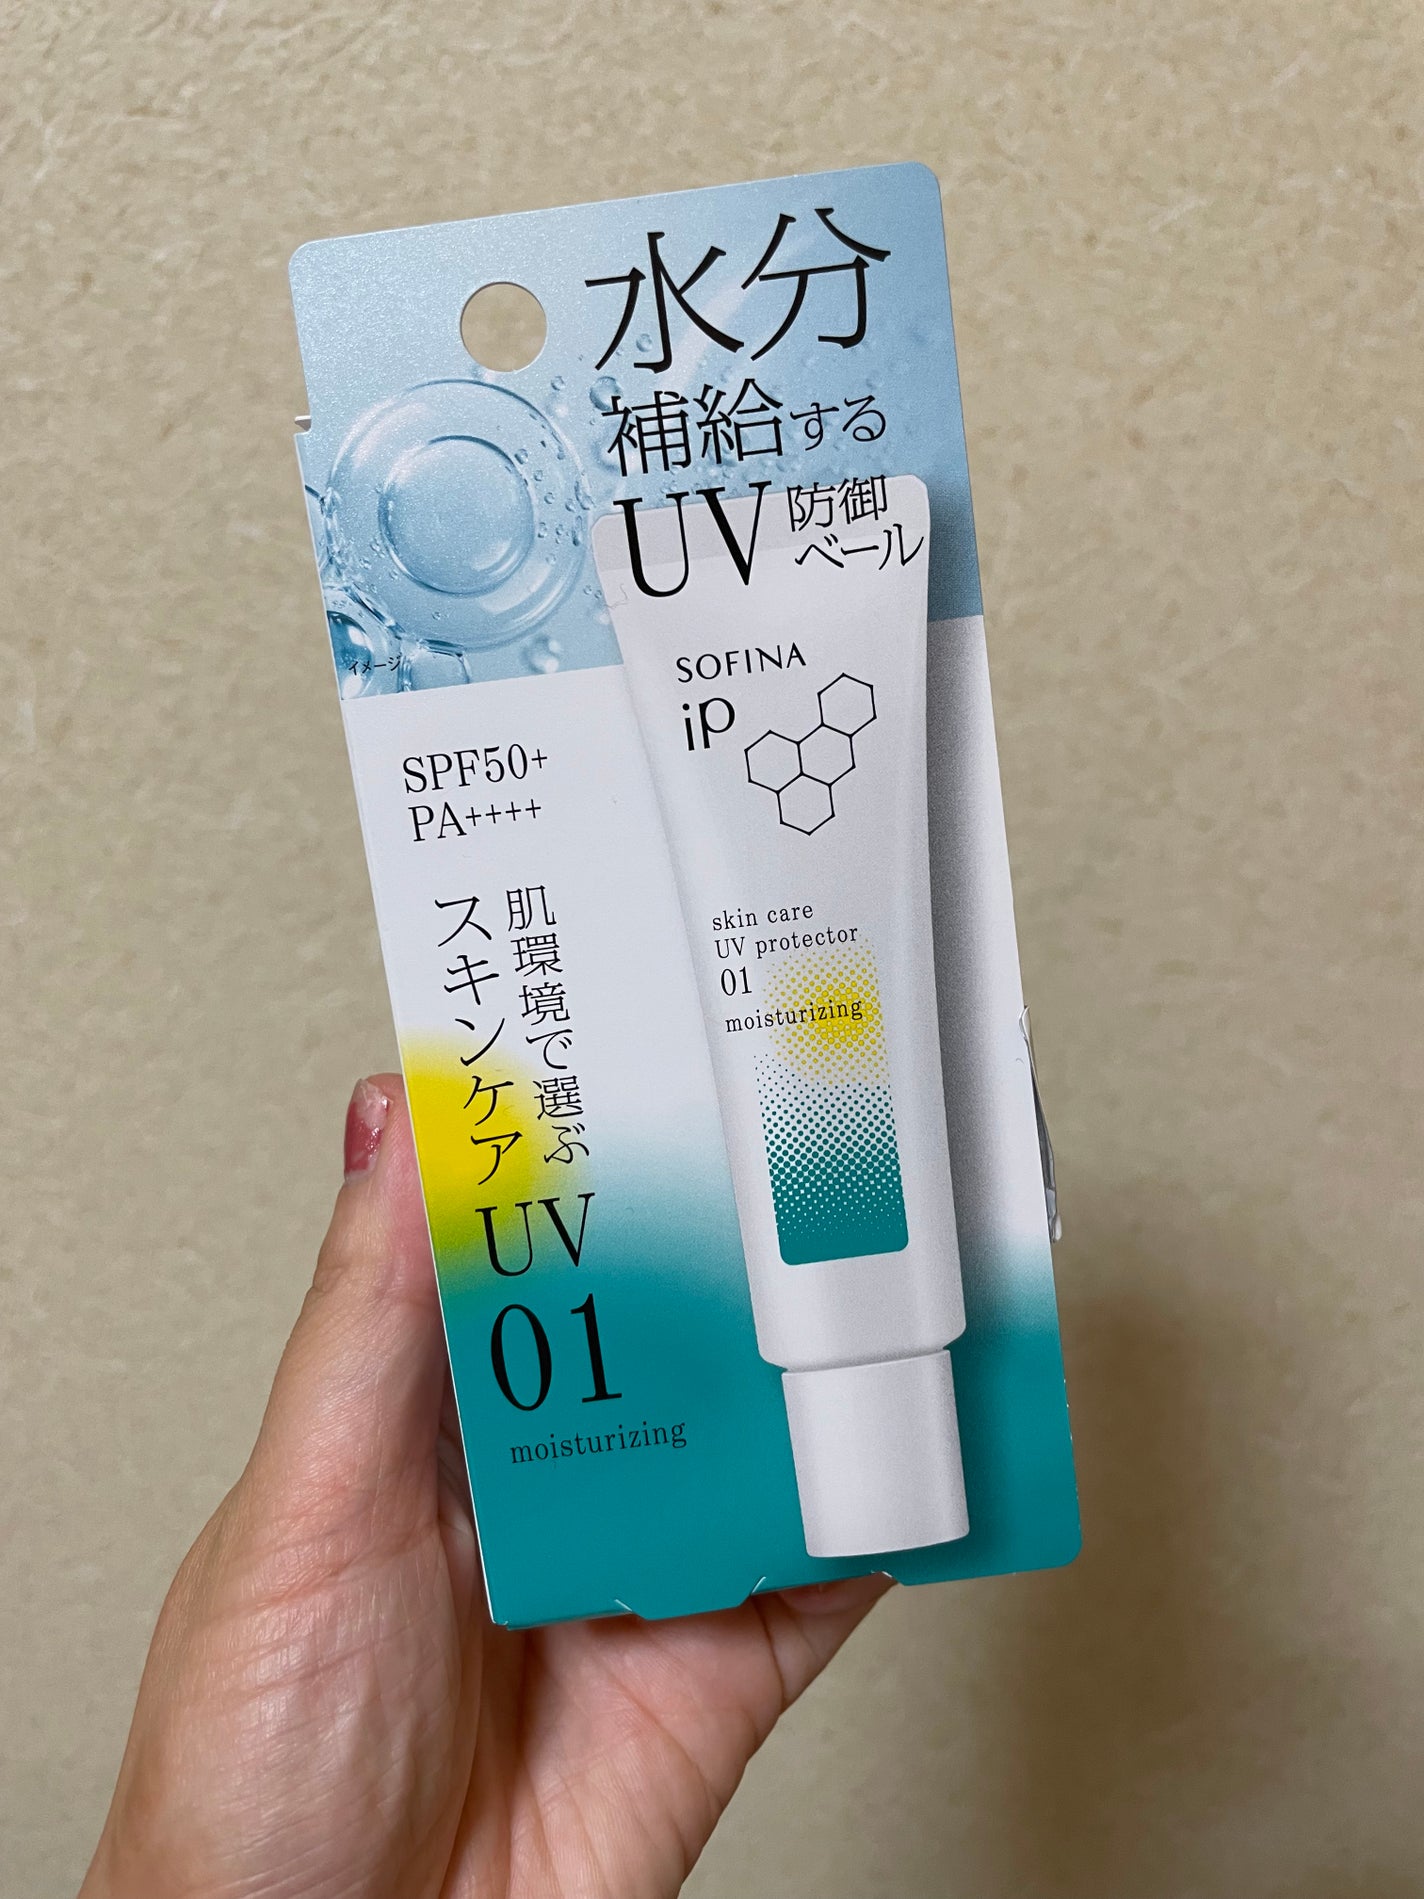 水分
補給する
UV防御
ベール
イメージ
SOFINA
ip
SPF50+
PA++++
肌環境で選ぶ
スキンケア
UV
01
moisturizing
skin care
UV protector
01
moisturizing